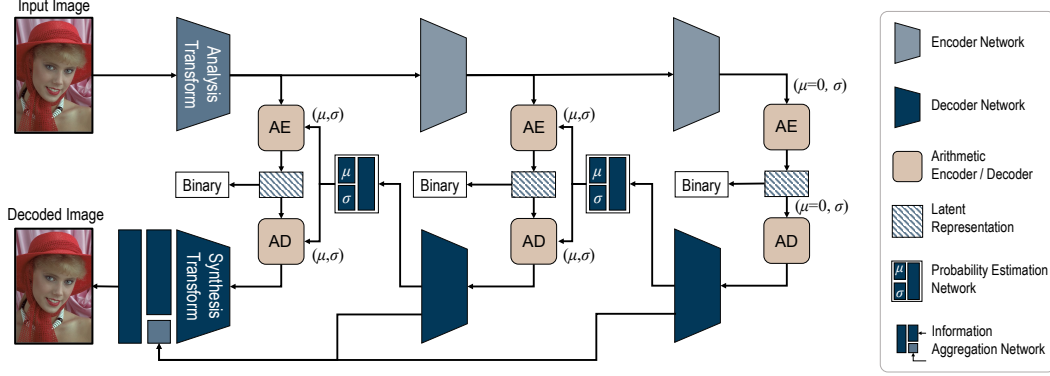 Input Image
Analysis
Transform
AE
(μ,σ)
Binary
μ
σ
AD
(μ,σ)
AE
(μ,σ)
Binary
μ
σ
AD
(μ,σ)
(μ=0, σ)
AE
Binary
(μ=0, σ)
AD
Decoded Image
Synthesis
Transform
Encoder Network
Decoder Network
Arithmetic
Encoder / Decoder
Latent
Representation
μ
σ
Probability Estimation
Network
Information
Aggregation Network